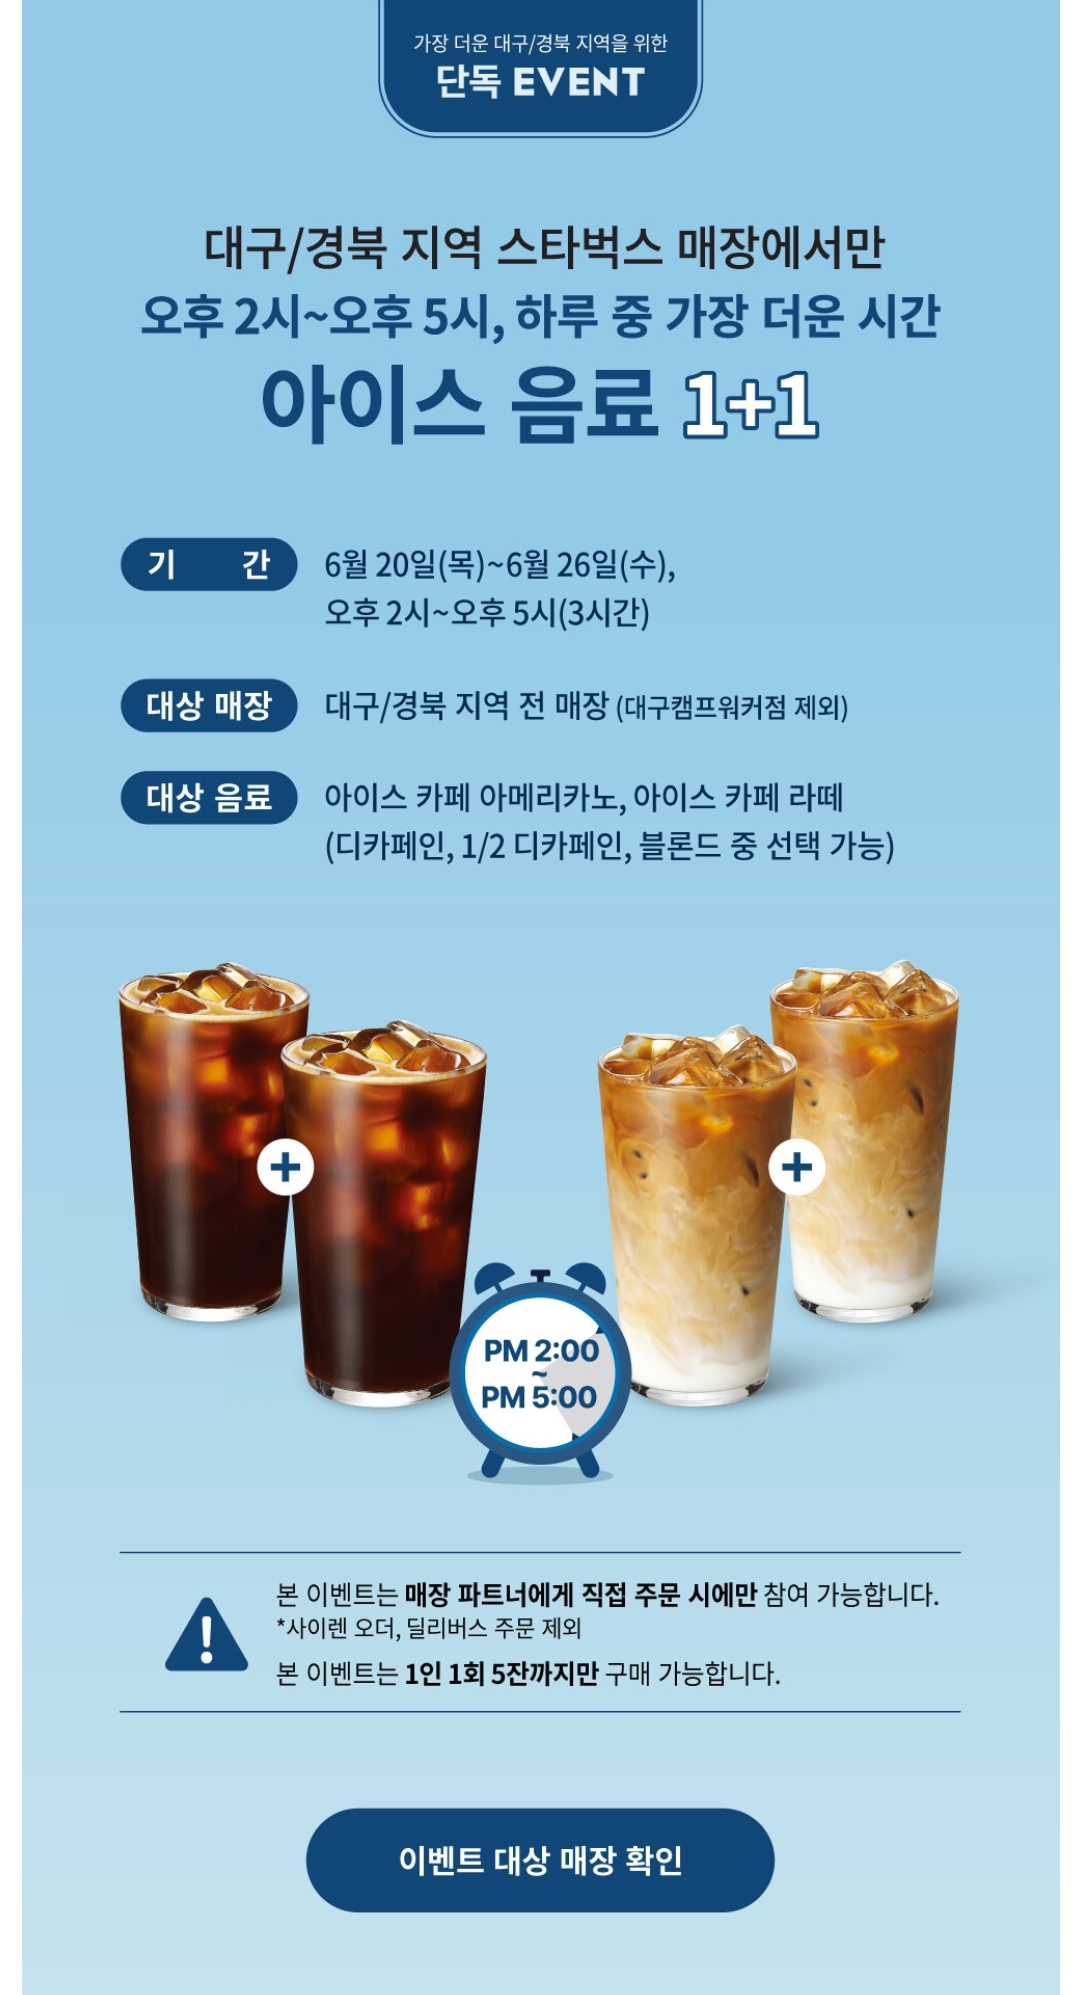 가장 더운 대구/경북 지역을 위한
단독 EVENT
대구/경북 지역 스타벅스 매장에서만
오후 2시~오후 5시, 하루 중 가장 더운 시간
아이스 음료 1+1
기 간
6월 20일(목)~6월 26일(수),
오후 2시~오후 5시(3시간)
대상 매장
대구/경북 지역 전 매장 (대구캠프워커점 제외)
대상 음료
아이스 카페 아메리카노, 아이스 카페 라떼
(디카페인, 1/2 디카페인, 블론드 중 선택 가능)
+
+
PM 2:00
~
PM 5:00
본 이벤트는 매장 파트너에게 직접 주문 시에만 참여 가능합니다.
*사이렌 오더, 딜리버스 주문 제외
본 이벤트는 1인 1회 5잔까지만 구매 가능합니다.
이벤트 대상 매장 확인